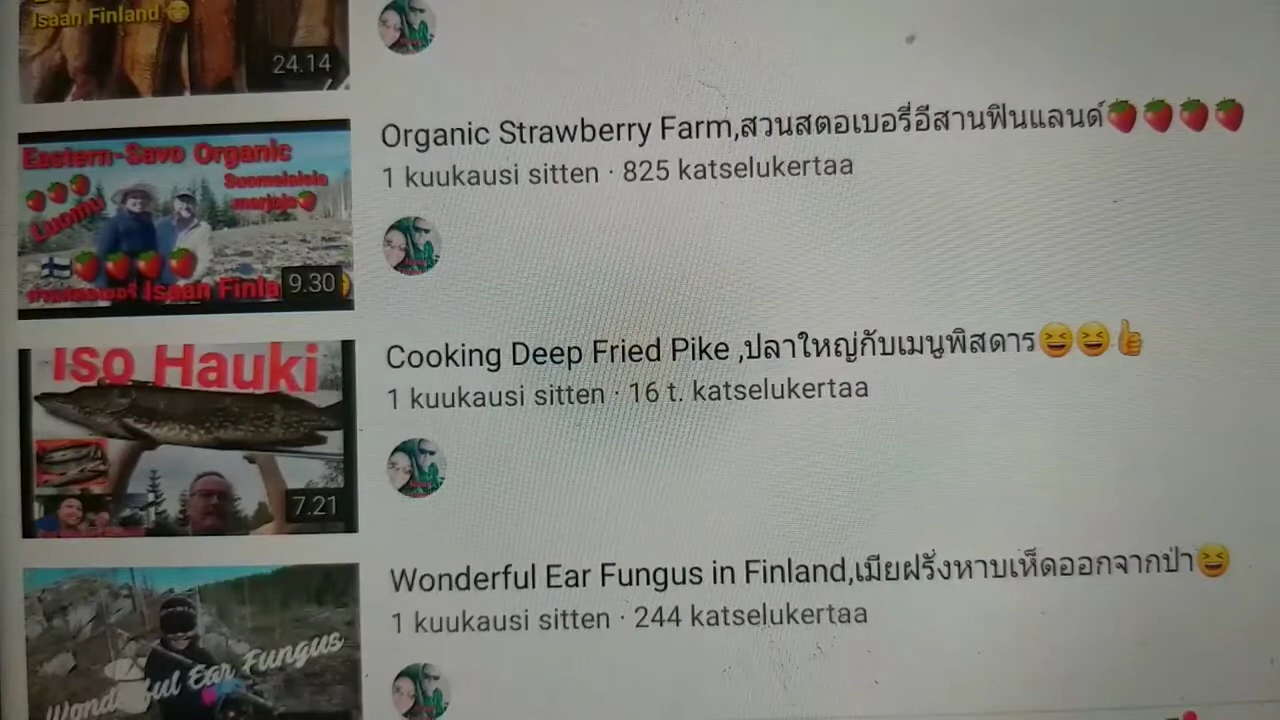 Isaan Finland
24.14
Organic Strawberry Farm,สวนสตอเบอรี่อีสานฟินแลนด์
1 kuukausi sitten · 825 katselukertaa
Eastern-Savo Organic
Suomalaisia
marjoja
Luomu
Isaan Finla
9.30
Cooking Deep Fried Pike ,ปลาใหญ่กับเมนูพิสดาร
1 kuukausi sitten · 16 t. katselukertaa
Iso Hauki
7.21
Wonderful Ear Fungus in Finland,เมียฝรั่งหาบเห็ดออกจากป่า
1 kuukausi sitten · 244 katselukertaa
Wonderful Ear Fungus